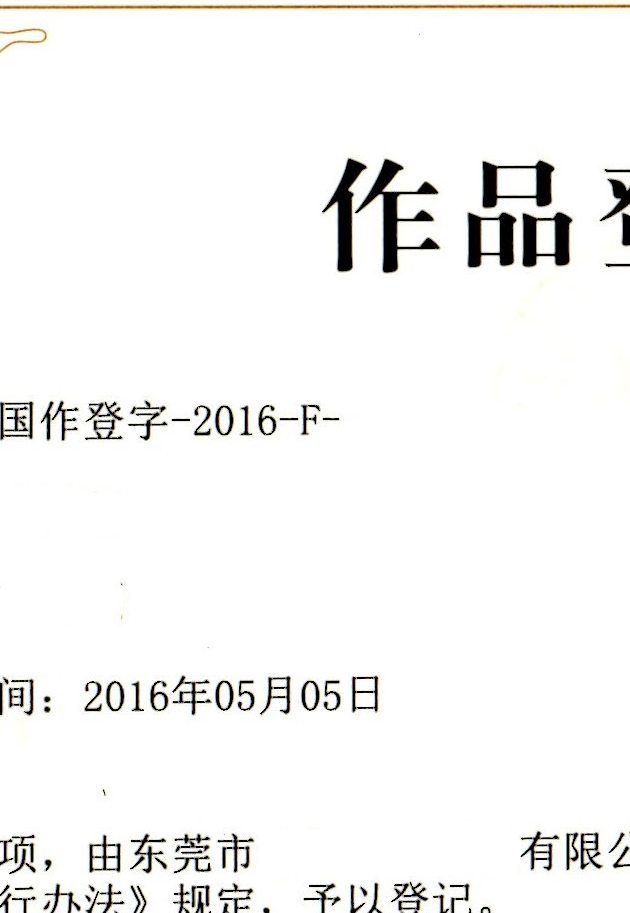 作品
国作登字-2016-F-
间：2016年05月05日
项，由东莞市 有限公
行办法》规定，予以登记。